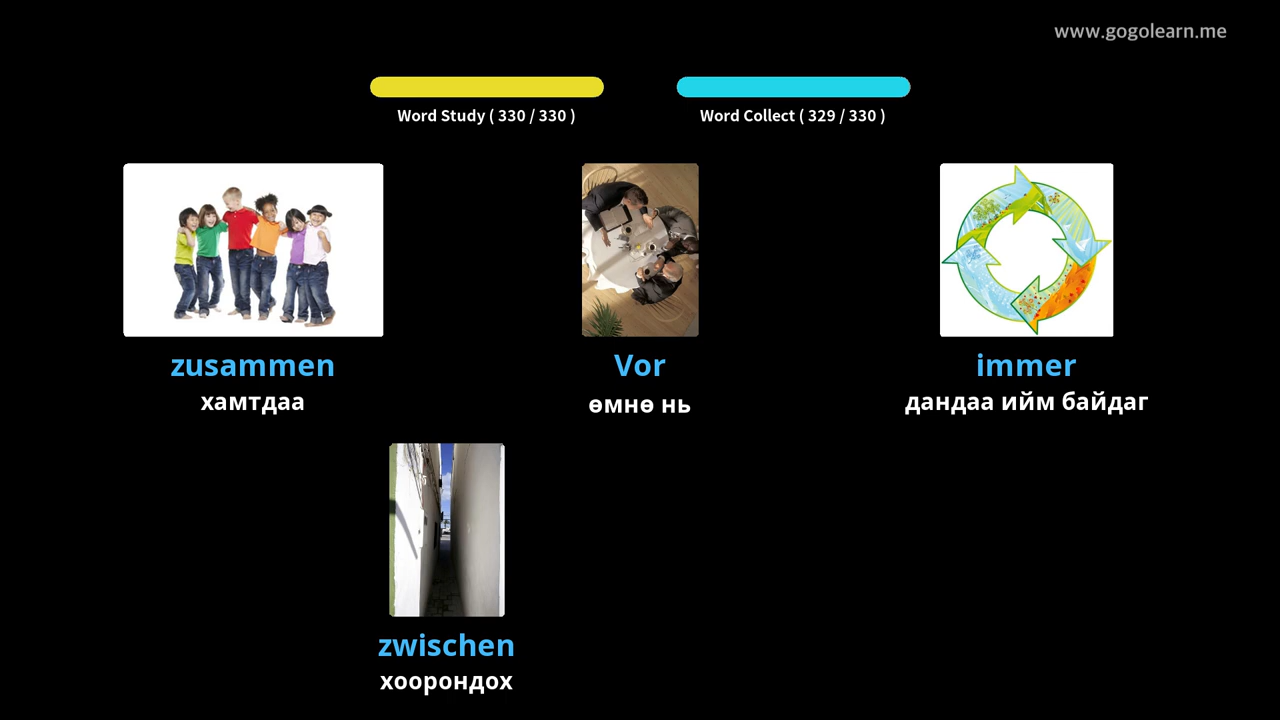 www.gogolearn.me
Word Study ( 330 / 330 )
Word Collect ( 329 / 330 )
zusammen
хамтдаа
Vor
өмнө нь
immer
дандаа ийм байдаг
zwischen
хоорондох